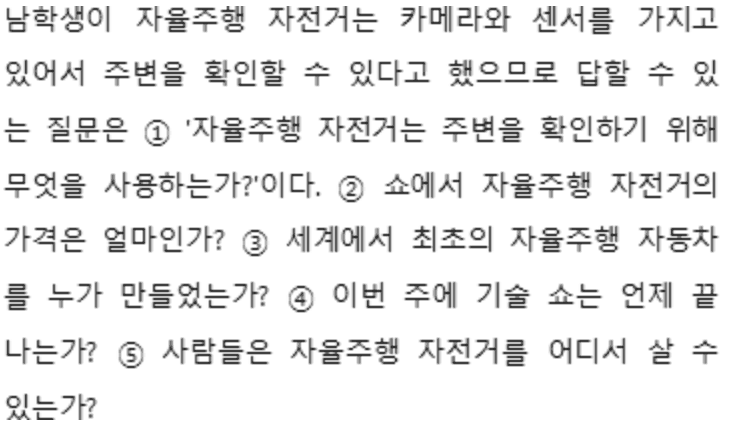 남학생이 자율주행 자전거는 카메라와 센서를 가지고
있어서 주변을 확인할 수 있다고 했으므로 답할 수 있
는 질문은 ① '자율주행 자전거는 주변을 확인하기 위해
무엇을 사용하는가?'이다. ② 쇼에서 자율주행 자전거의
가격은 얼마인가? ③ 세계에서 최초의 자율주행 자동차
를 누가 만들었는가? ④ 이번 주에 기술 쇼는 언제 끝
나는가? ⑤ 사람들은 자율주행 자전거를 어디서 살 수
있는가?